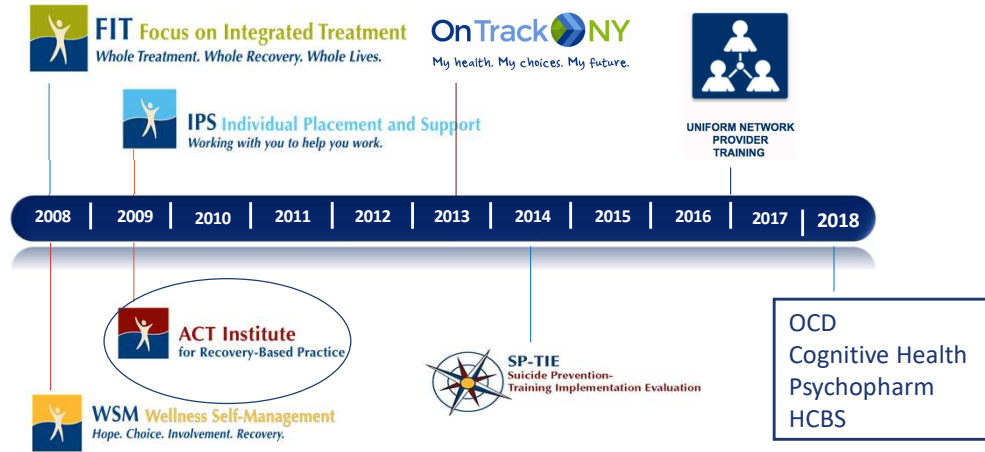 FIT Focus on Integrated Treatment
Whole Treatment. Whole Recovery. Whole Lives.
OnTrackNY
My health. My choices. My future.
IPS Individual Placement and Support
Working with you to help you work.
UNIFORM NETWORK
PROVIDER
TRAINING
2008 | 2009 | 2010 | 2011 | 2012 | 2013 | 2014 | 2015 | 2016 | 2017 | 2018
ACT Institute
for Recovery-Based Practice
SP-TIE
Suicide Prevention-
Training Implementation Evaluation
WSM Wellness Self-Management
Hope. Choice. Involvement. Recovery.
OCD
Cognitive Health
Psychopharm
HCBS